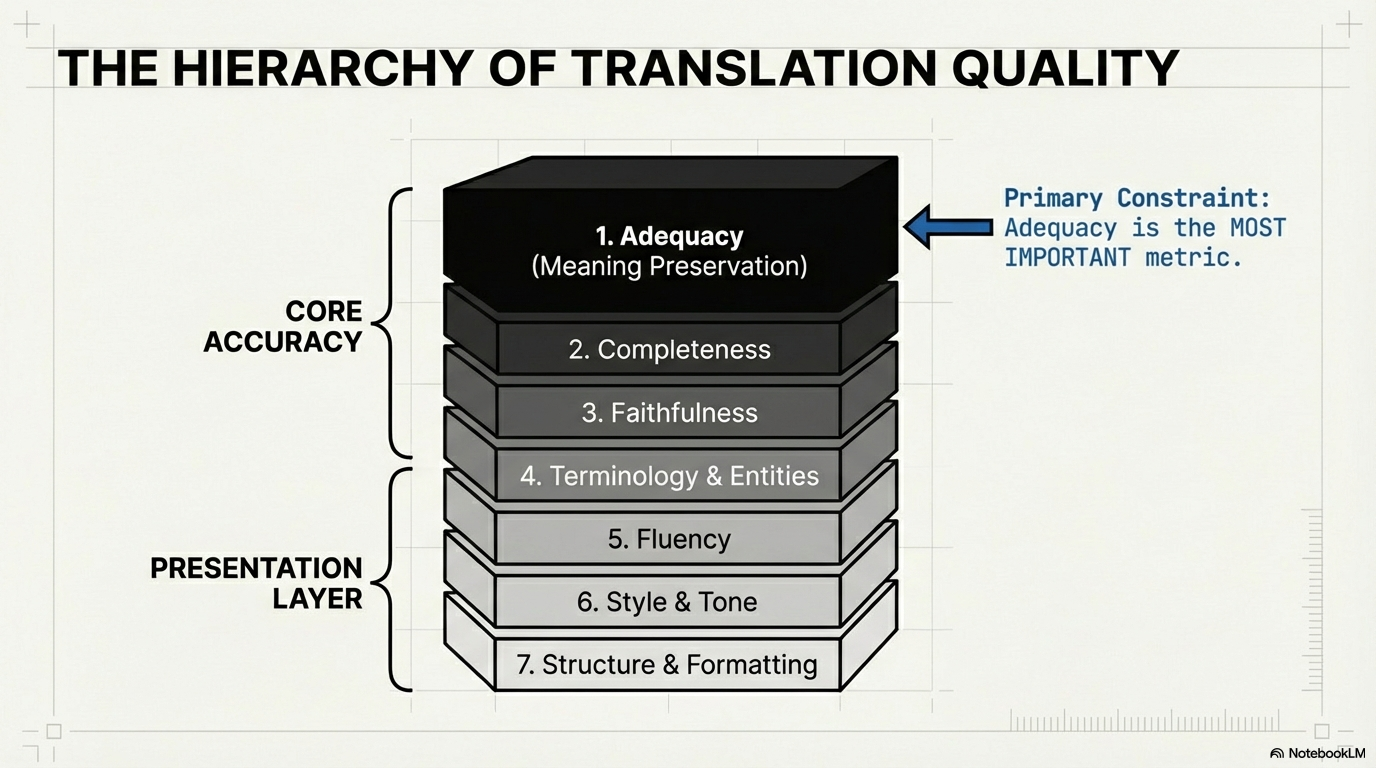 THE HIERARCHY OF TRANSLATION QUALITY
CORE
ACCURACY
PRESENTATION
LAYER
1. Adequacy
(Meaning Preservation)
2. Completeness
3. Faithfulness
4. Terminology & Entities
5. Fluency
6. Style & Tone
7. Structure & Formatting
Primary Constraint:
Adequacy is the MOST
IMPORTANT metric.
NotebookLM